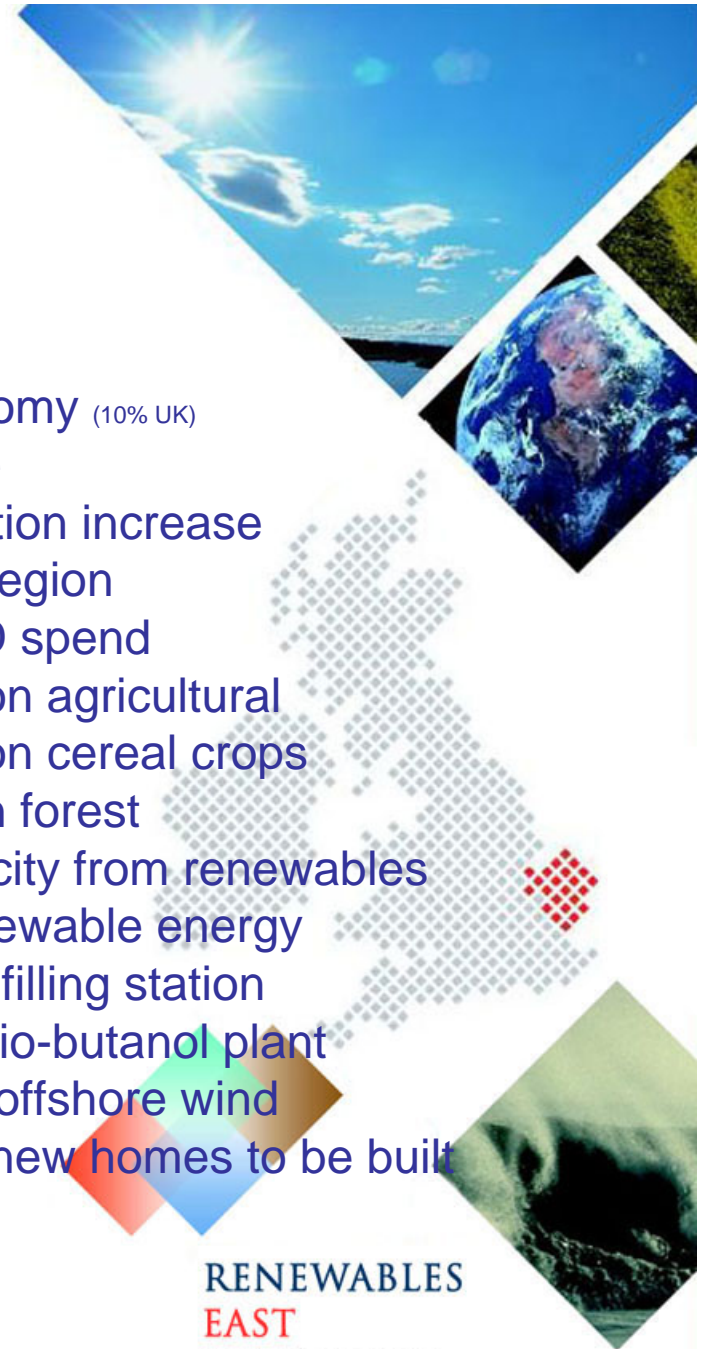 omy (10% UK)
tion increase
egion
spend
on agricultural
on cereal crops
forest
city from renewables
ewable energy
filling station
io-butanol plant
offshore wind
new homes to be built
RENEWABLES
EAST